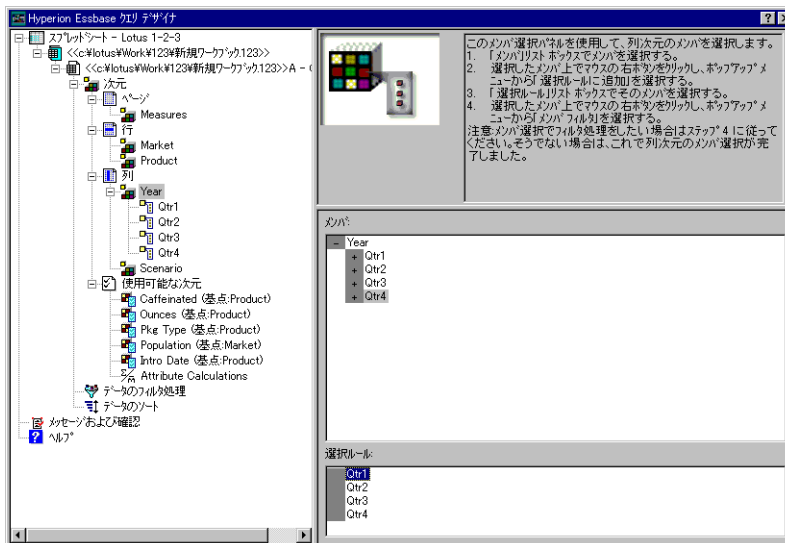 Hyperion Essbase クエリ デザイナ
スプレッドシート - Lotus 1-2-3
<<c:¥lotus¥Work¥123¥新規ワークブック.123>>
<<c:¥lotus¥Work¥123¥新規ワークブック.123>>A -
次元
ページ
Measures
行
Market
Product
列
Year
Qtr1
Qtr2
Qtr3
Qtr4
Scenario
使用可能な次元
Caffeinated (基点:Product)
Ounces (基点:Product)
Pkg Type (基点:Product)
Population (基点:Market)
Intro Date (基点:Product)
Attribute Calculations
データのフィルタ処理
データのソート
メッセージおよび確認
ヘルプ
このメンバ選択パネルを使用して、列次元のメンバを選択します。
1. 「メンバ」リスト ボックスでメンバを選択する。
2. 選択したメンバ上でマウスの右ボタンをクリックし、ポップアップ メ
ニューから「選択ルールに追加」を選択する。
3. 「選択ルール」リスト ボックスでそのメンバを選択する。
4. 選択したメンバ上でマウスの右ボタンをクリックし、ポップアップ メ
ニューから「メンバ フィルタ」を選択する。
注意:メンバ選択でフィルタ処理をしたい場合はステップ 4 に従って
ください。そうでない場合は、これで列次元のメンバ選択が完
了しました。
メンバ:
Year
Qtr1
Qtr2
Qtr3
Qtr4
選択ルール:
Qtr1
Qtr2
Qtr3
Qtr4